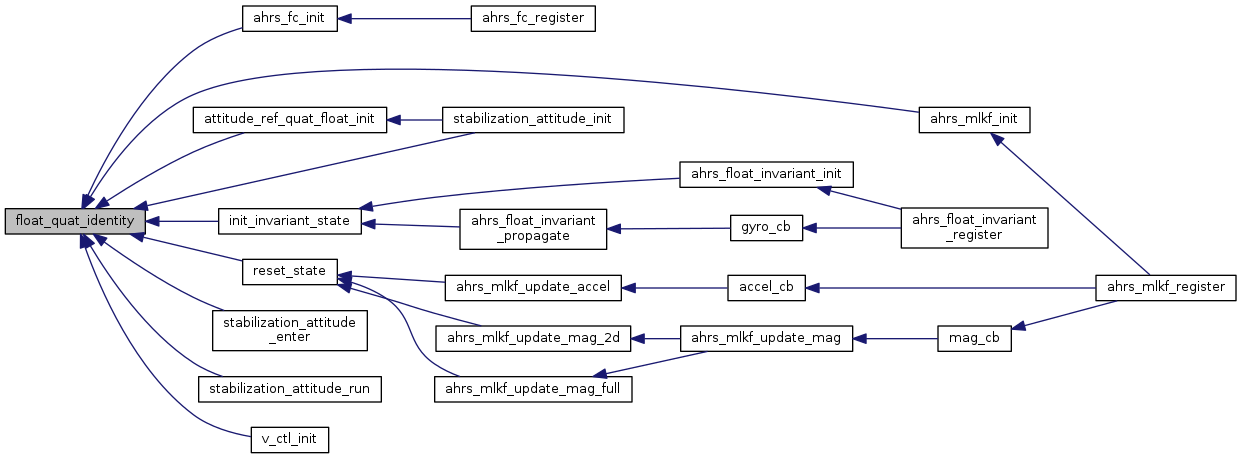 ahrs_fc_init
ahrs_fc_register
attitude_ref_quat_float_init
stabilization_attitude_init
ahrs_mlkf_init
ahrs_float_invariant_init
float_quat_identity
init_invariant_state
ahrs_float_invariant
_propagate
gyro_cb
ahrs_float_invariant
_register
reset_state
ahrs_mlkf_update_accel
accel_cb
ahrs_mlkf_register
stabilization_attitude
_enter
ahrs_mlkf_update_mag_2d
ahrs_mlkf_update_mag
mag_cb
stabilization_attitude_run
ahrs_mlkf_update_mag_full
v_ctl_init